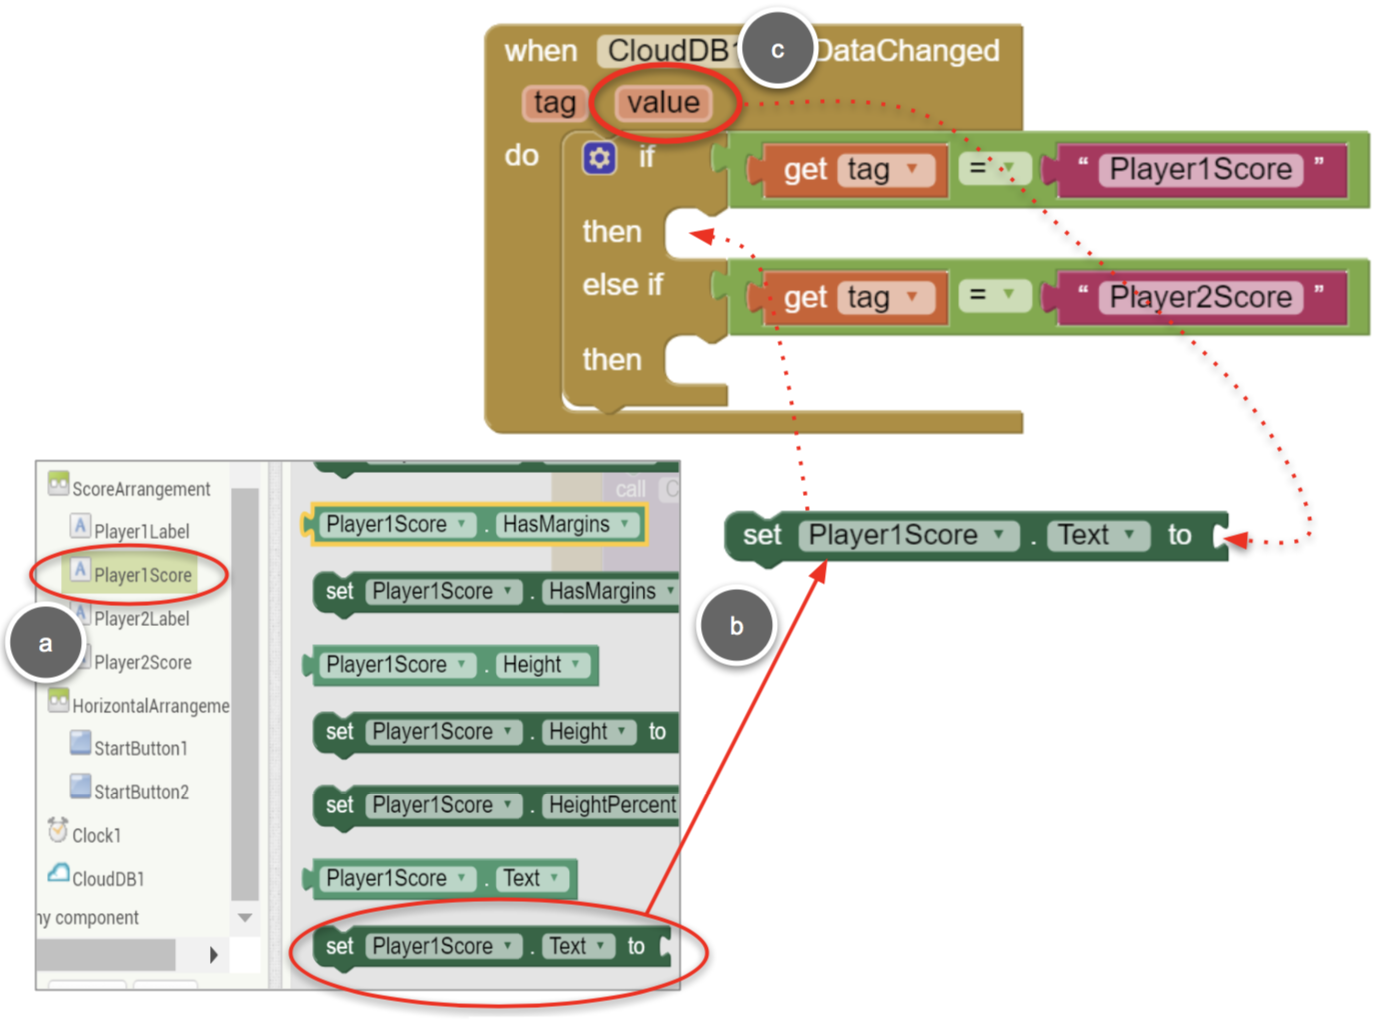 when CloudDB1 c DataChanged
tag value
do if get tag = “ Player1Score ”
then
else if get tag = “ Player2Score ”
then
ScoreArrangement
Player1Label
Player1Score
a
Player2Label
Player2Score
HorizontalArrangeme
StartButton1
StartButton2
Clock1
CloudDB1
ny component
call C
Player1Score . HasMargins
set Player1Score . HasMargins
Player1Score . Height
set Player1Score . Height to
set Player1Score . HeightPercent
Player1Score . Text
set Player1Score . Text to
set Player1Score . Text to
b